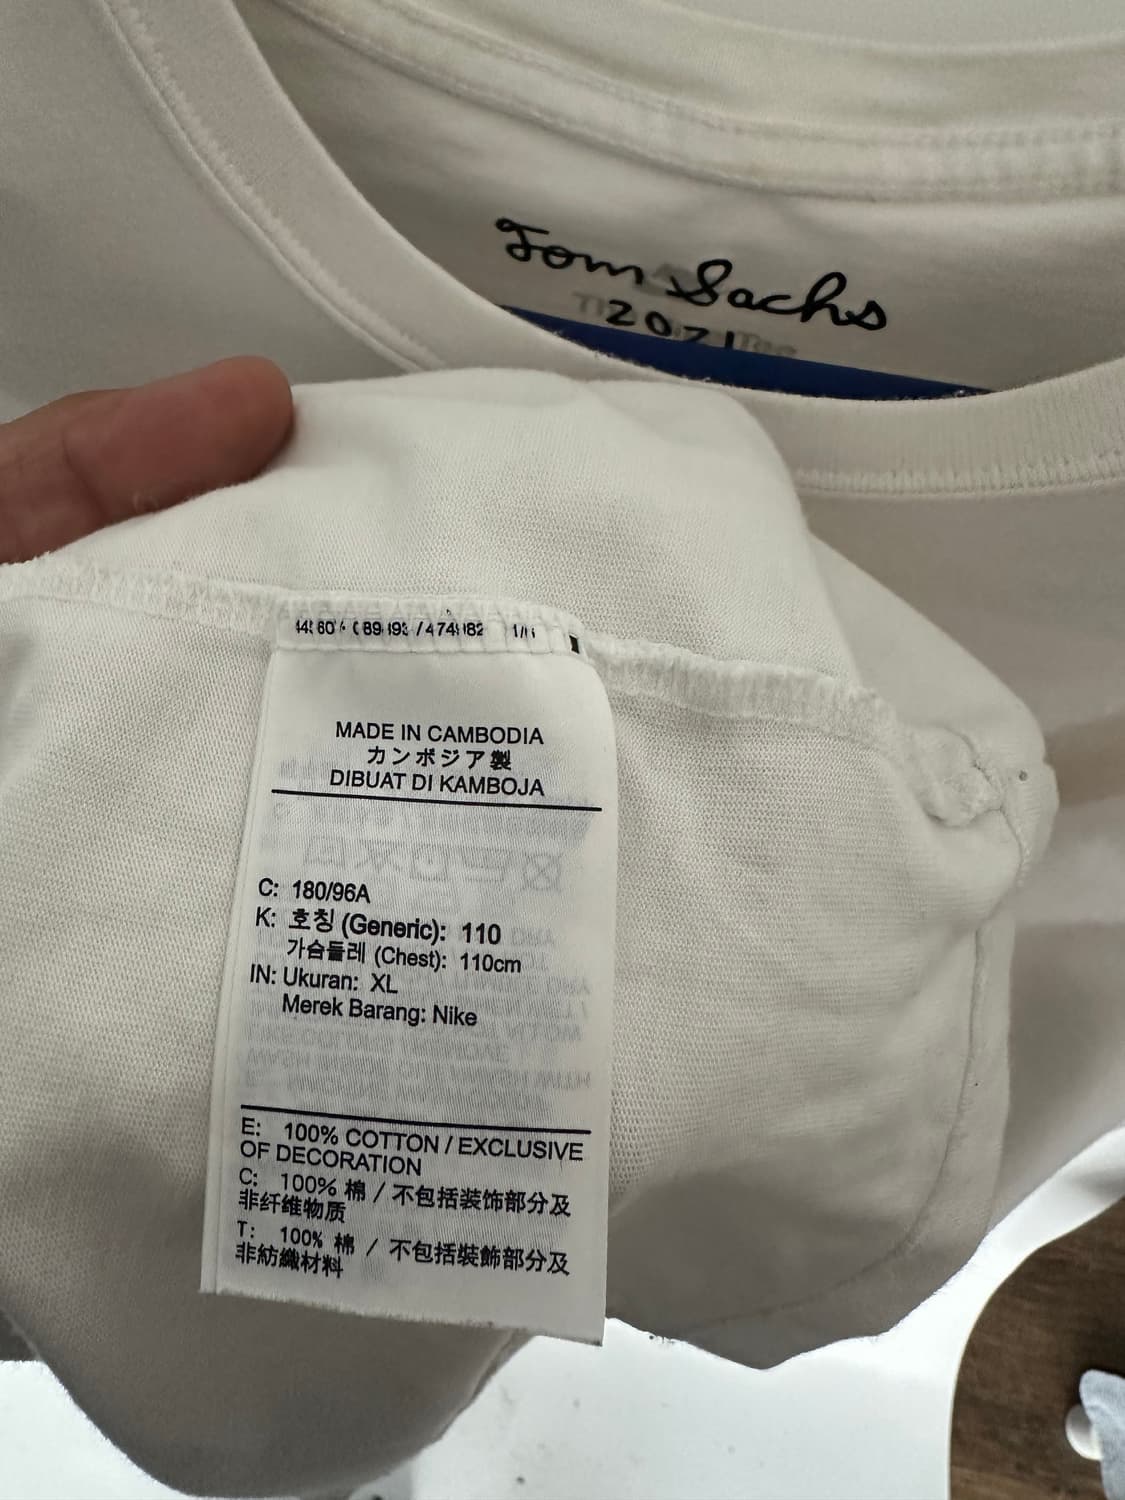 Tom Sachs
2021
MADE IN CAMBODIA
カンボジア製
DIBUAT DI KAMBOJA
C: 180/96A
K: 호칭 (Generic): 110
가슴둘레 (Chest): 110cm
IN: Ukuran: XL
Merek Barang: Nike
E: 100% COTTON / EXCLUSIVE
OF DECORATION
C: 100% 棉 / 不包括装饰部分及
非纤维物质
T: 100% 棉 / 不包括裝飾部分及
非紡織材料